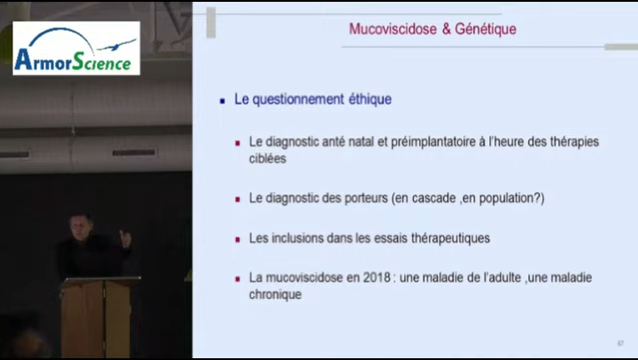 ArmorScience
Mucoviscidose & Génétique
Le questionnement éthique
Le diagnostic anté natal et préimplantatoire à l'heure des thérapies
ciblées
Le diagnostic des porteurs (en cascade ,en population?)
Les inclusions dans les essais thérapeutiques
La mucoviscidose en 2018 : une maladie de l'adulte ,une maladie
chronique